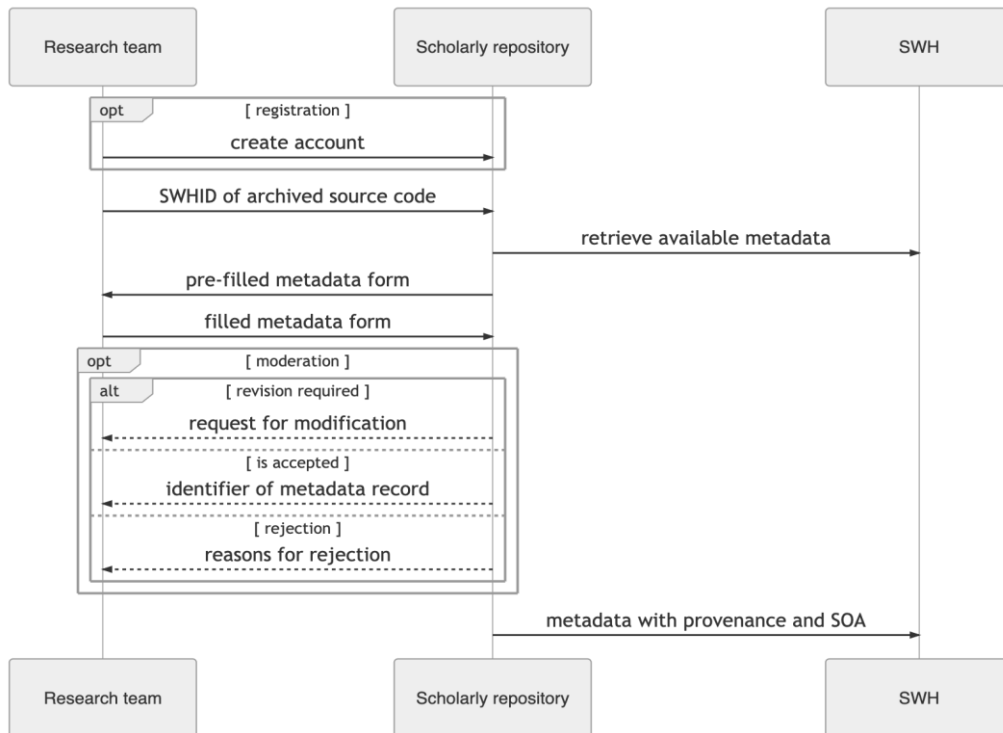 Research team
Scholarly repository
SWH
opt
[ registration ]
create account
SWHID of archived source code
retrieve available metadata
pre-filled metadata form
filled metadata form
opt
[ moderation ]
alt
[ revision required ]
request for modification
[ is accepted ]
identifier of metadata record
[ rejection ]
reasons for rejection
metadata with provenance and SOA
Research team
Scholarly repository
SWH